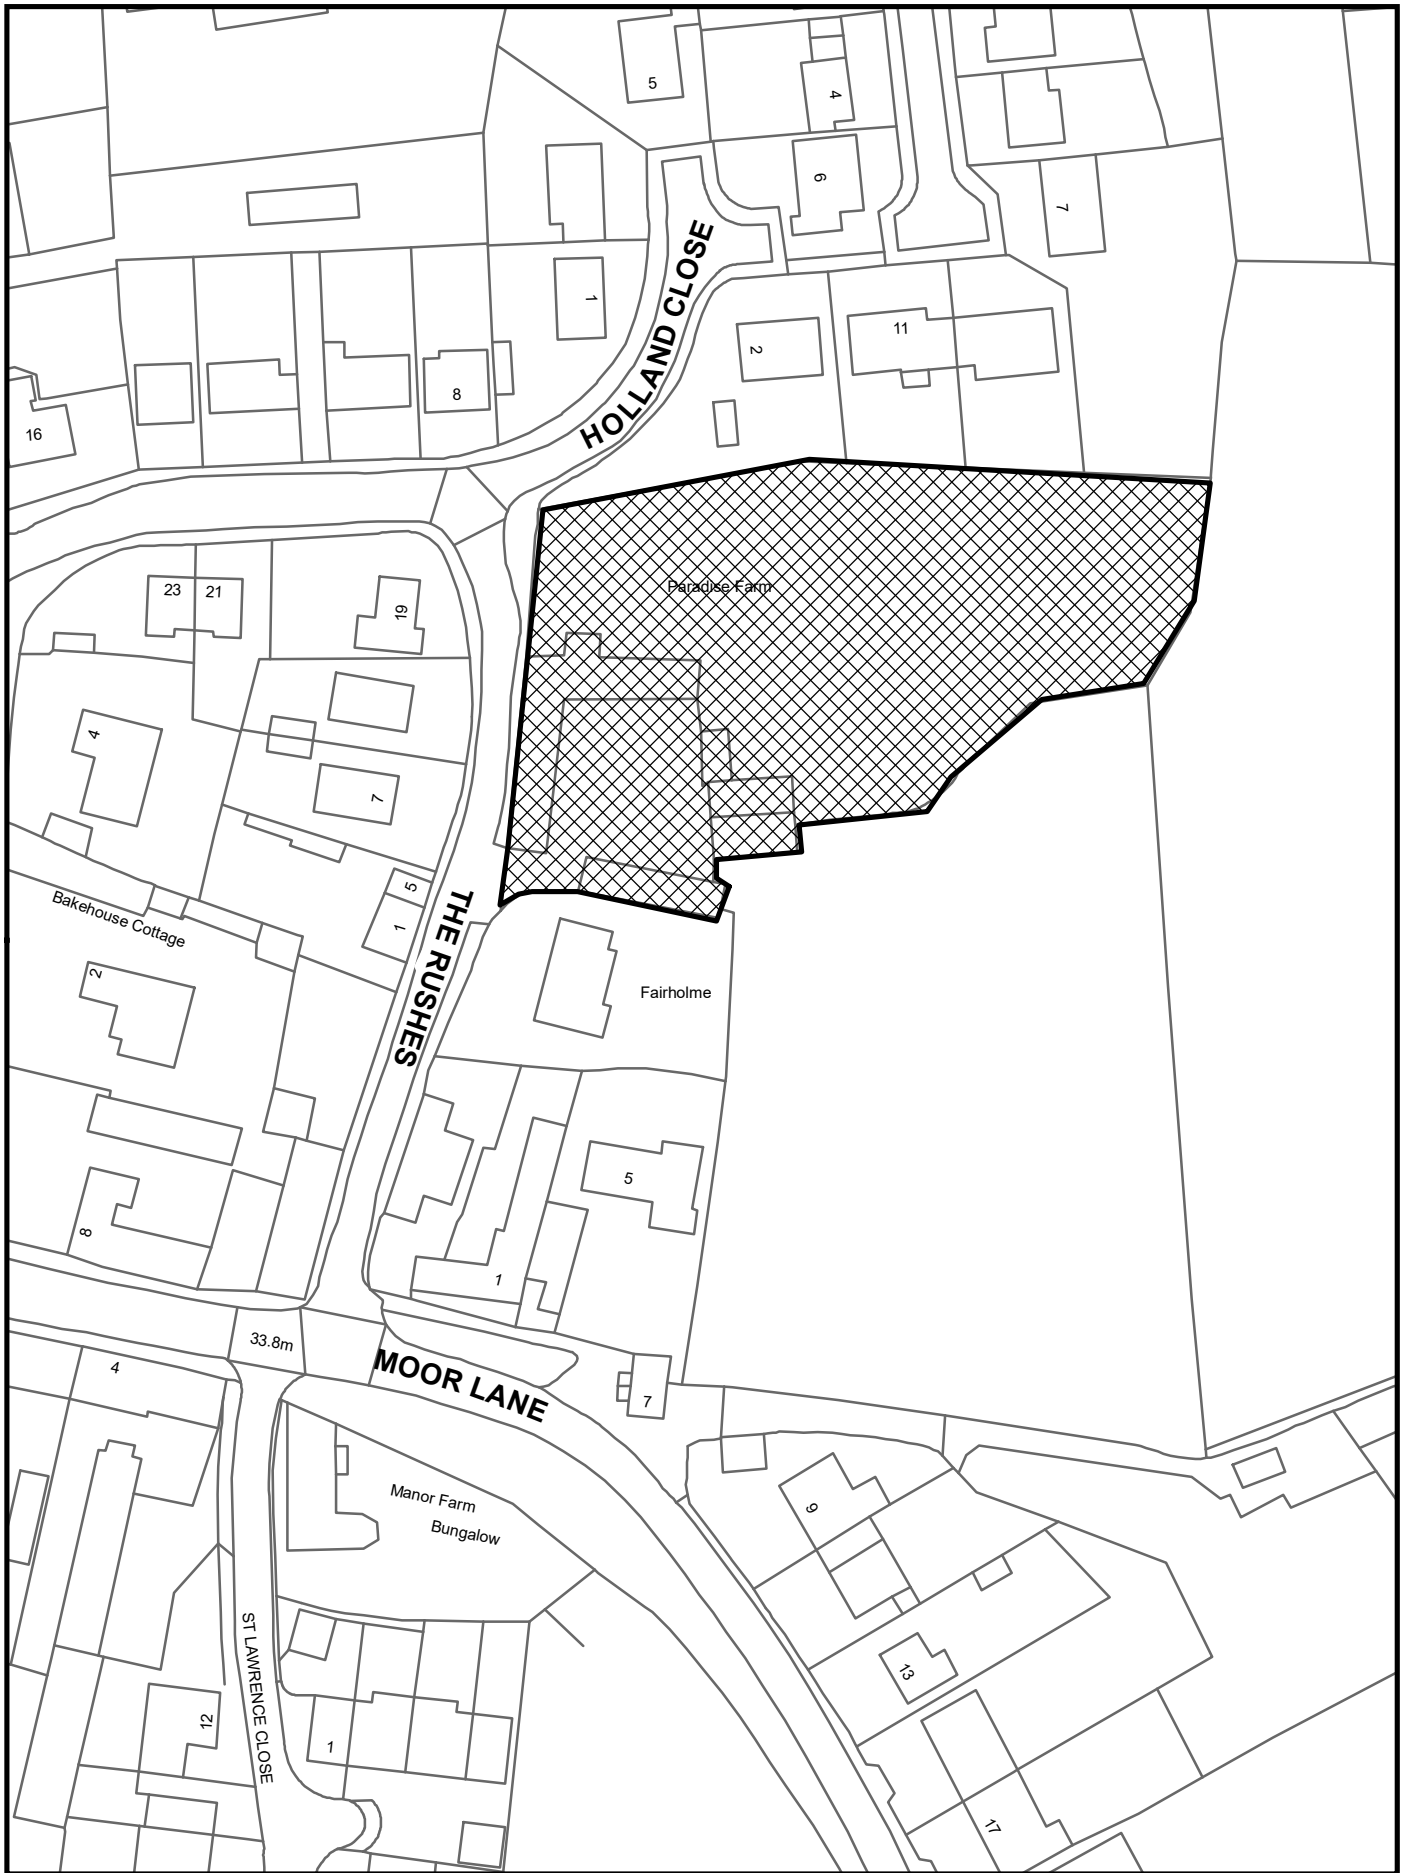 5
4
6
7
HOLLAND CLOSE
1
2
11
8
16
Paradise Farm
23
21
19
4
7
5
1
THE RUSHES
Bakehouse Cottage
2
Fairholme
5
8
1
33.8m
4
MOOR LANE
7
Manor Farm
Bungalow
9
13
ST LAWRENCE CLOSE
12
1
17